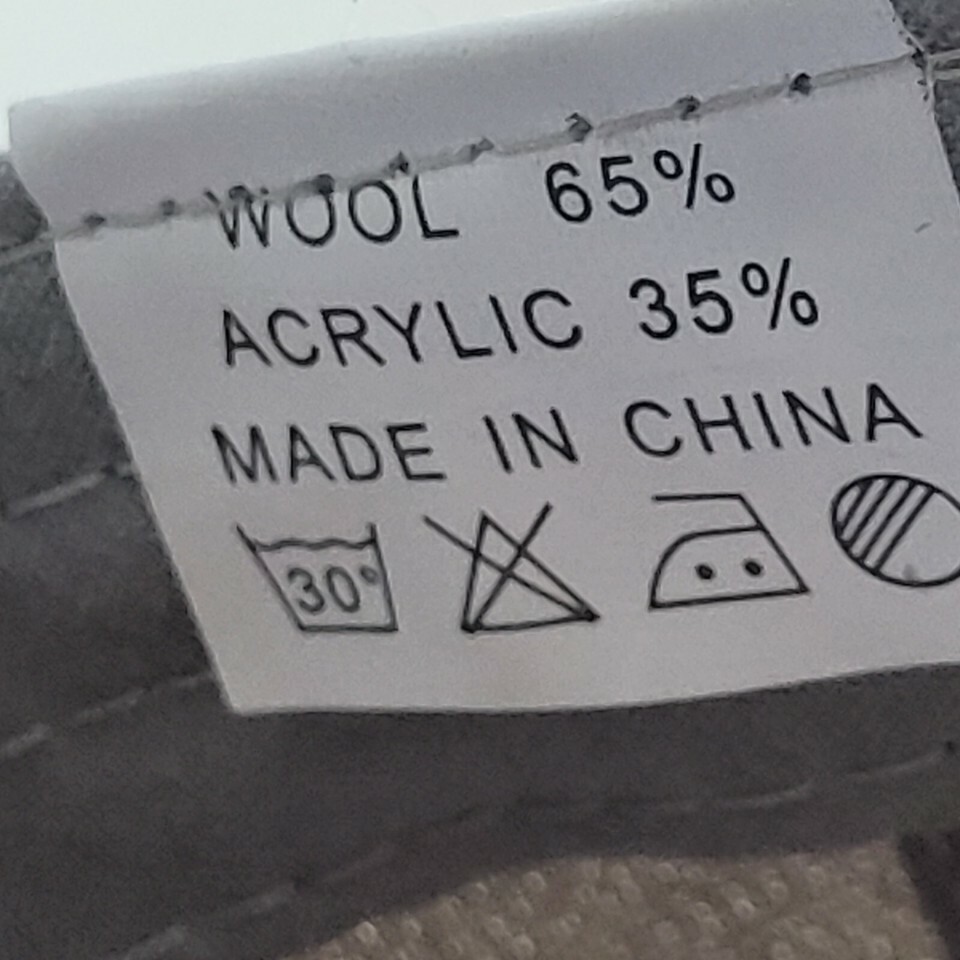 WOOL 65%
ACRYLIC 35%
MADE IN CHINA
30°